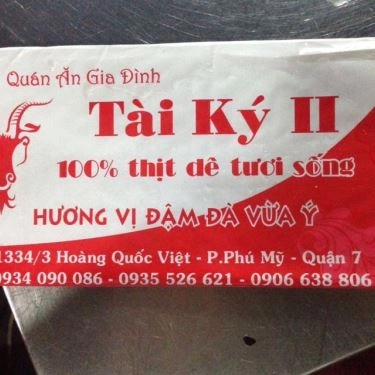 Quán Ăn Gia Đình
Tài Ký II
100% thịt dê tươi sống
HƯƠNG VỊ ĐẬM ĐÀ VỪA Ý
1334/3 Hoàng Quốc Việt - P.Phú Mỹ - Quận 7
0934 090 086 - 0935 526 621 - 0906 638 806